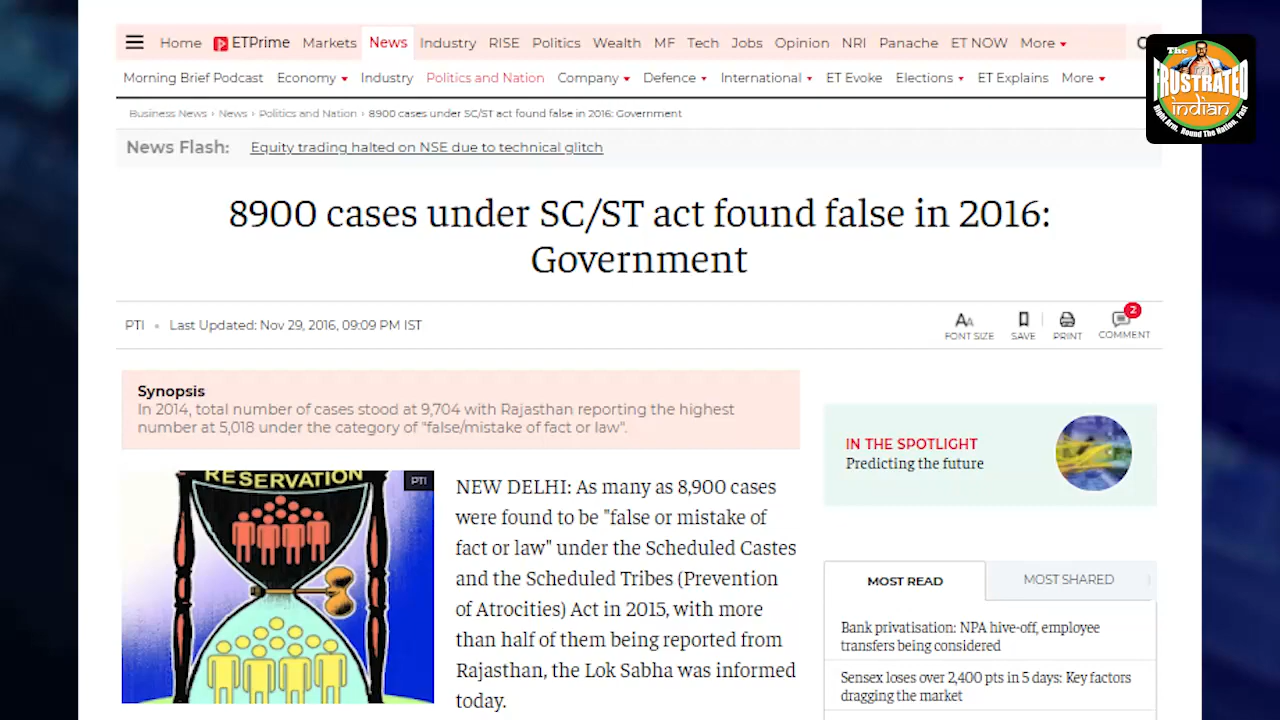 Home ETPrime Markets News Industry RISE Politics Wealth MF Tech Jobs Opinion NRI Panache ET NOW More
The
FRUSTRATED
indian
Right Arm, Round The Nation, Fast
Morning Brief Podcast Economy Industry Politics and Nation Company Defence International ET Evoke Elections ET Explains More
Business News › News › Politics and Nation › 8900 cases under SC/ST act found false in 2016: Government
News Flash: Equity trading halted on NSE due to technical glitch
8900 cases under SC/ST act found false in 2016:
Government
PTI • Last Updated: Nov 29, 2016, 09:09 PM IST
FONT SIZE SAVE PRINT COMMENT
2
Synopsis
In 2014, total number of cases stood at 9,704 with Rajasthan reporting the highest
number at 5,018 under the category of "false/mistake of fact or law".
RESERVATION
PTI
NEW DELHI: As many as 8,900 cases
were found to be "false or mistake of
fact or law" under the Scheduled Castes
and the Scheduled Tribes (Prevention
of Atrocities) Act in 2015, with more
than half of them being reported from
Rajasthan, the Lok Sabha was informed
today.
IN THE SPOTLIGHT
Predicting the future
MOST READ MOST SHARED
Bank privatisation: NPA hive-off, employee
transfers being considered
Sensex loses over 2,400 pts in 5 days: Key factors
dragging the market